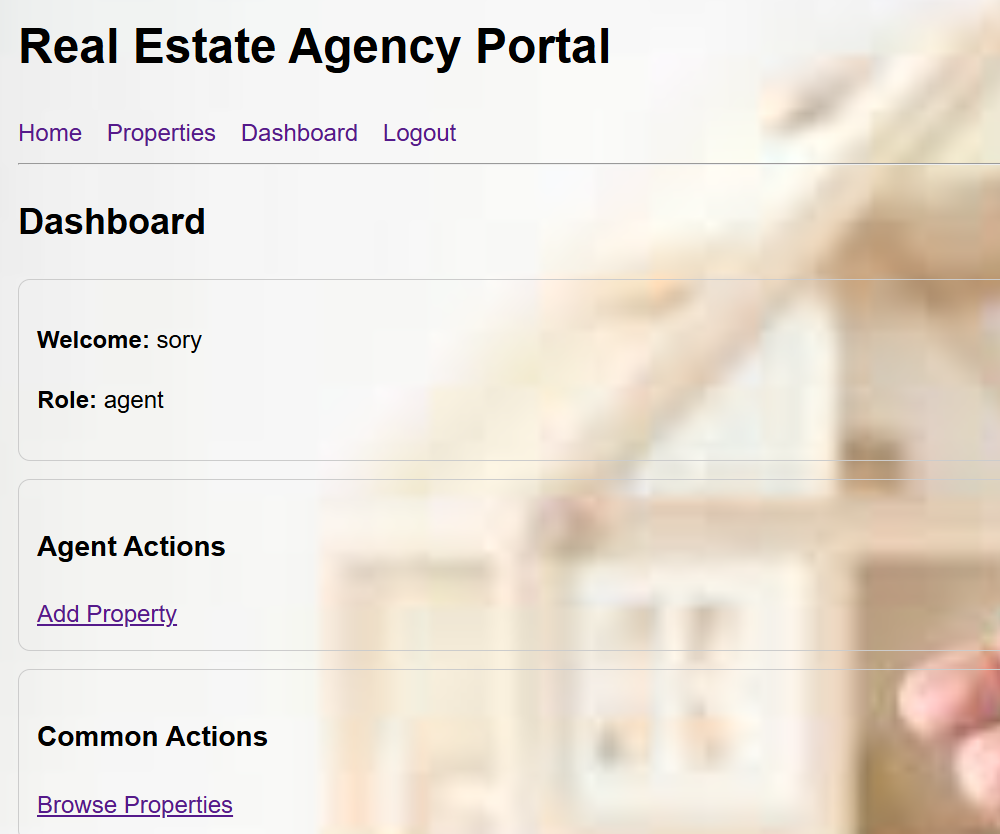 Real Estate Agency Portal
Home Properties Dashboard Logout
Dashboard
Welcome: sory
Role: agent
Agent Actions
Add Property
Common Actions
Browse Properties